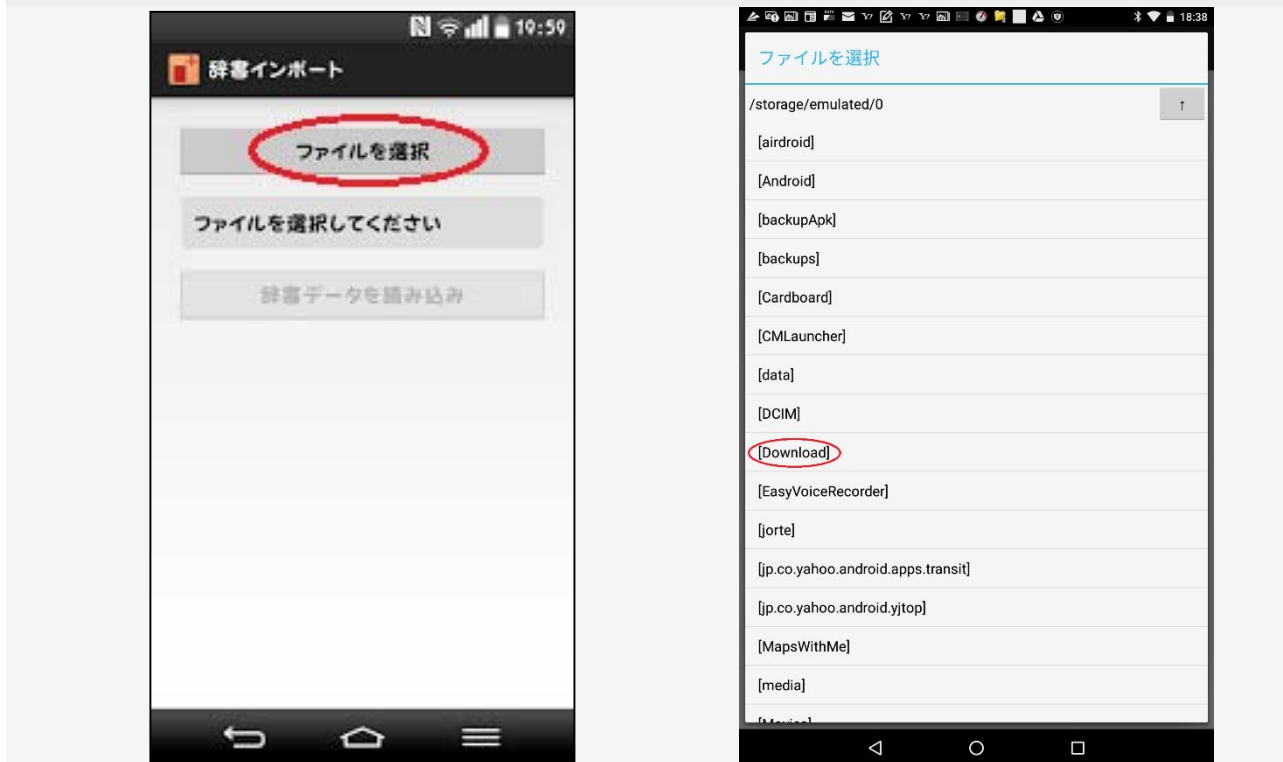 19:59
辞書インポート
ファイルを選択
ファイルを選択してください
辞書データを読み込み
18:38
ファイルを選択
/storage/emulated/0
↑
[airdroid]
[Android]
[backupApk]
[backups]
[Cardboard]
[CMLauncher]
[data]
[DCIM]
[Download]
[EasyVoiceRecorder]
[jorte]
[jp.co.yahoo.android.apps.transit]
[jp.co.yahoo.android.yjtop]
[MapsWithMe]
[media]